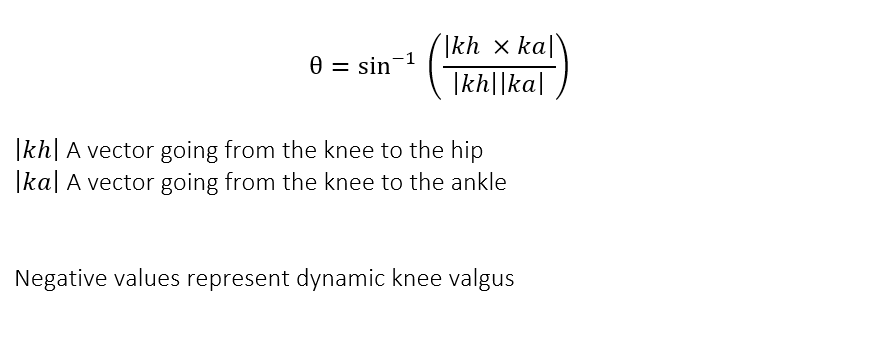 θ = sin⁻¹ (|kh × ka| / |kh||ka|)
|kh| A vector going from the knee to the hip
|ka| A vector going from the knee to the ankle
Negative values represent dynamic knee valgus